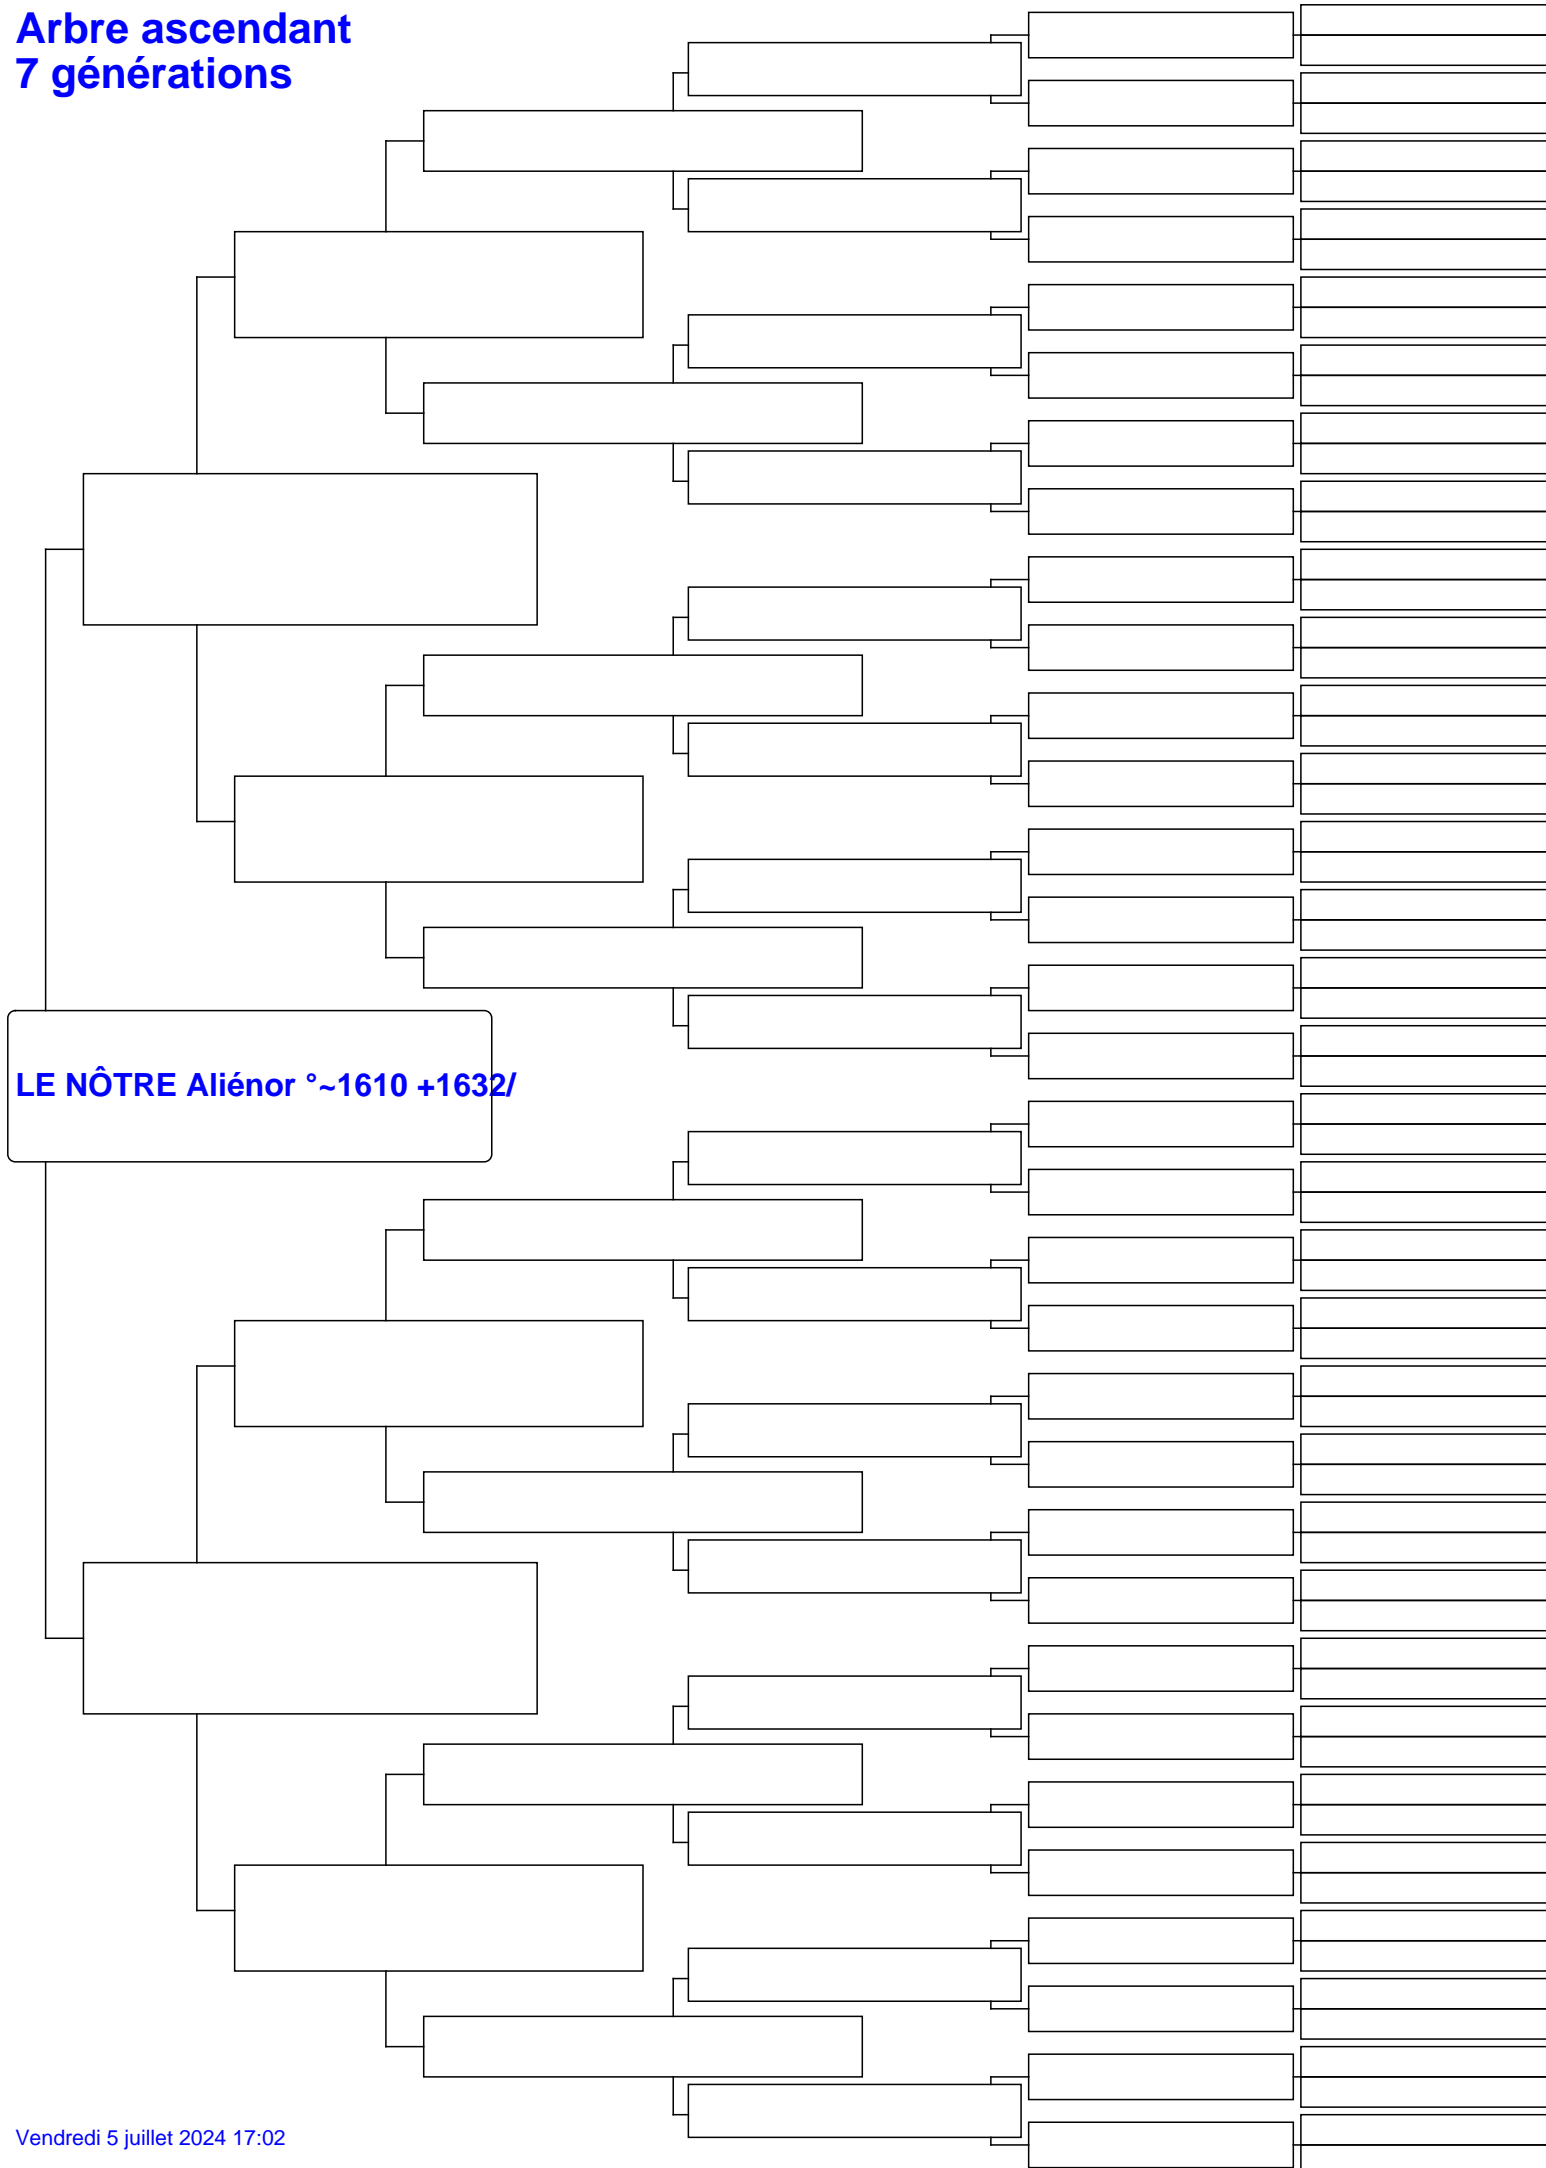 Arbre ascendant
7 générations
LE NÔTRE Aliénor °~1610 +1632/
Vendredi 5 juillet 2024 17:02